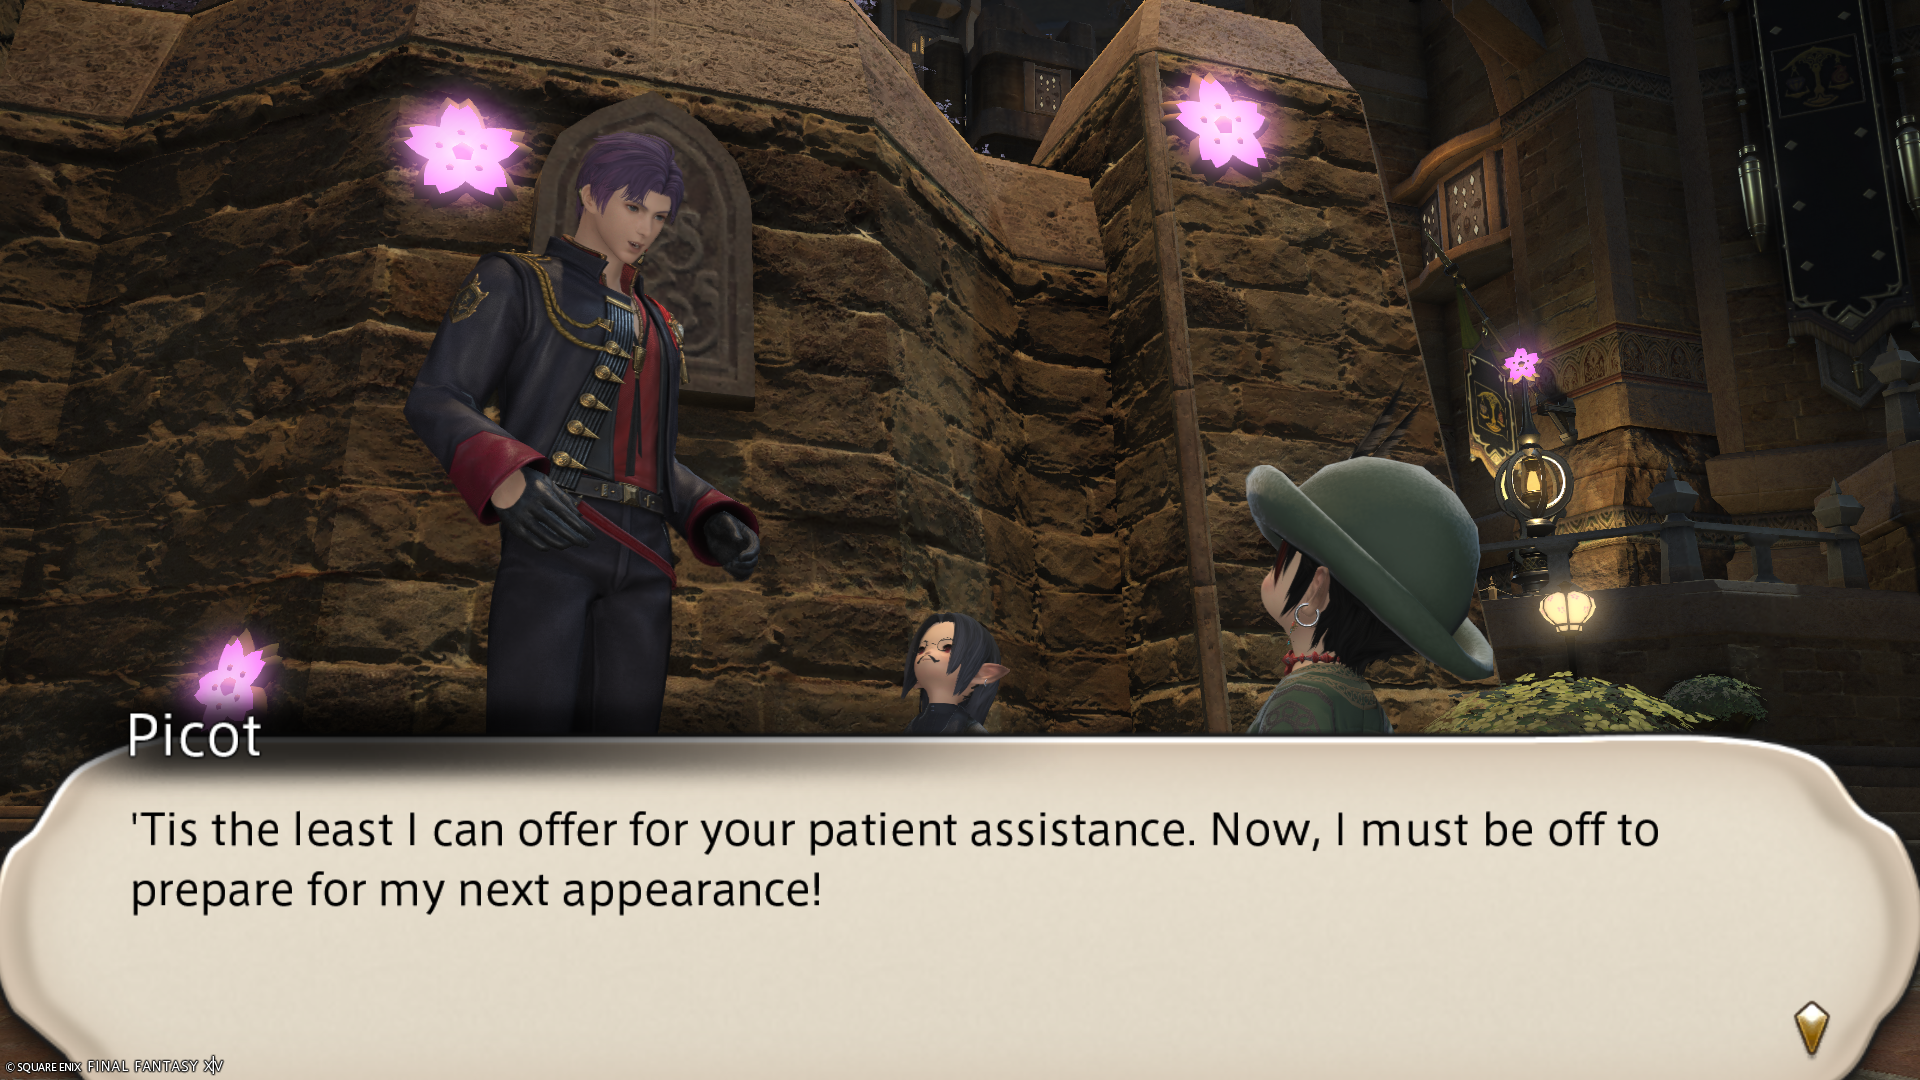 Picot
'Tis the least I can offer for your patient assistance. Now, I must be off to
prepare for my next appearance!
© SQUARE ENIX FINAL FANTASY XIV